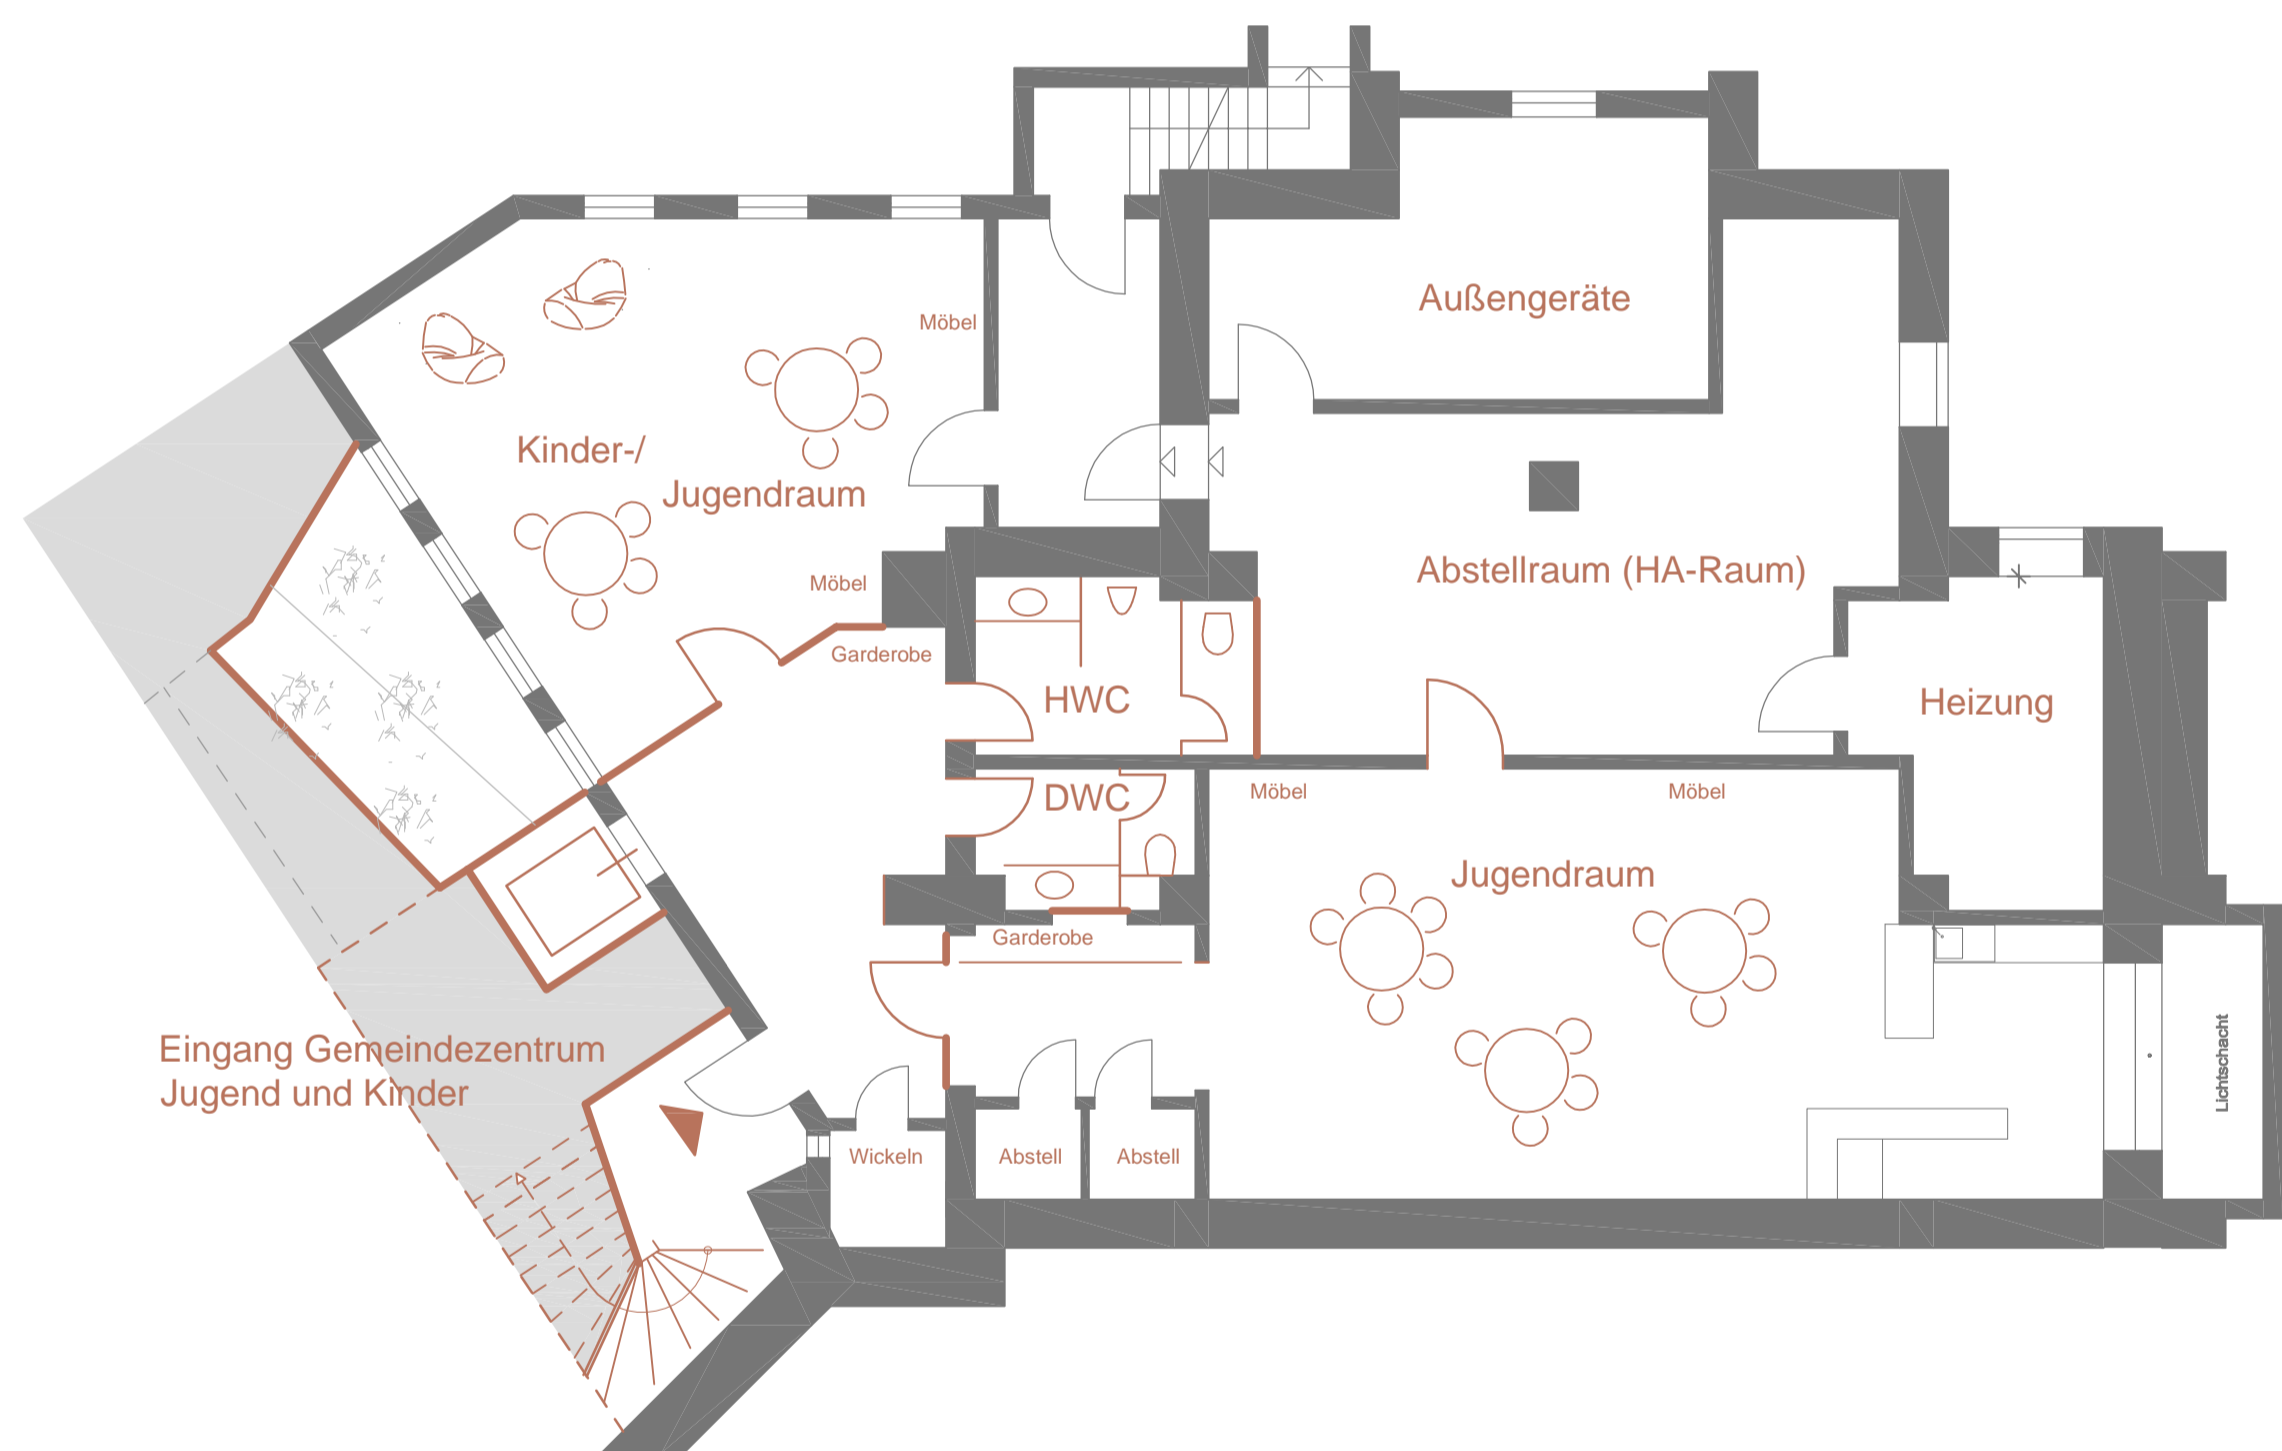 Außengeräte
Möbel
Kinder-/
Jugendraum
Abstellraum (HA-Raum)
Möbel
Garderobe
HWC
Heizung
DWC
Möbel
Möbel
Jugendraum
Garderobe
Eingang Gemeindezentrum
Jugend und Kinder
Lichtschacht
Wickeln
Abstell
Abstell